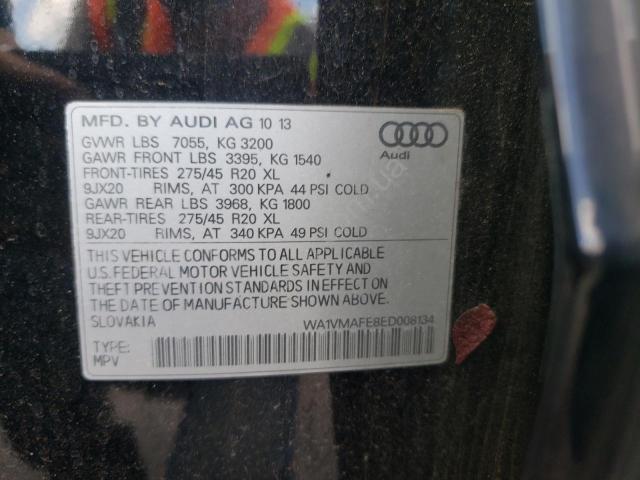 MFD. BY AUDI AG 10 13
GVWR LBS 7055, KG 3200
GAWR FRONT LBS 3395, KG 1540
FRONT-TIRES 275/45 R20 XL
9JX20 RIMS, AT 300 KPA 44 PSI COLD
GAWR REAR LBS 3968, KG 1800
REAR-TIRES 275/45 R20 XL
9JX20 RIMS, AT 340 KPA 49 PSI COLD
Audi
THIS VEHICLE CONFORMS TO ALL APPLICABLE
U.S. FEDERAL MOTOR VEHICLE SAFETY AND
THEFT PREVENTION STANDARDS IN EFFECT ON
THE DATE OF MANUFACTURE SHOWN ABOVE.
SLOVAKIA WA1VMAFE8ED008134
TYPE:
MPV